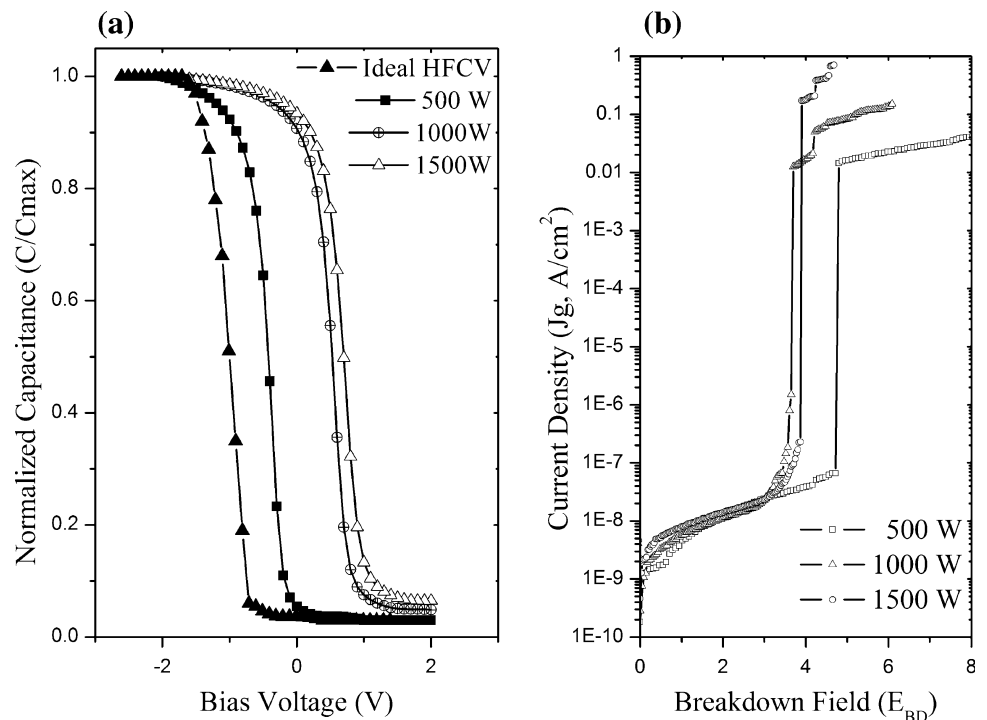 (a)
Ideal HFCV
500 W
1000W
1500W
Normalized Capacitance (C/Cmax)
1.0
0.8
0.6
0.4
0.2
0.0
-2
0
2
Bias Voltage (V)
(b)
Current Density (Jg, A/cm²)
1
0.1
0.01
1E-3
1E-4
1E-5
1E-6
1E-7
1E-8
1E-9
1E-10
500 W
1000 W
1500 W
0
2
4
6
8
Breakdown Field (E_BD)